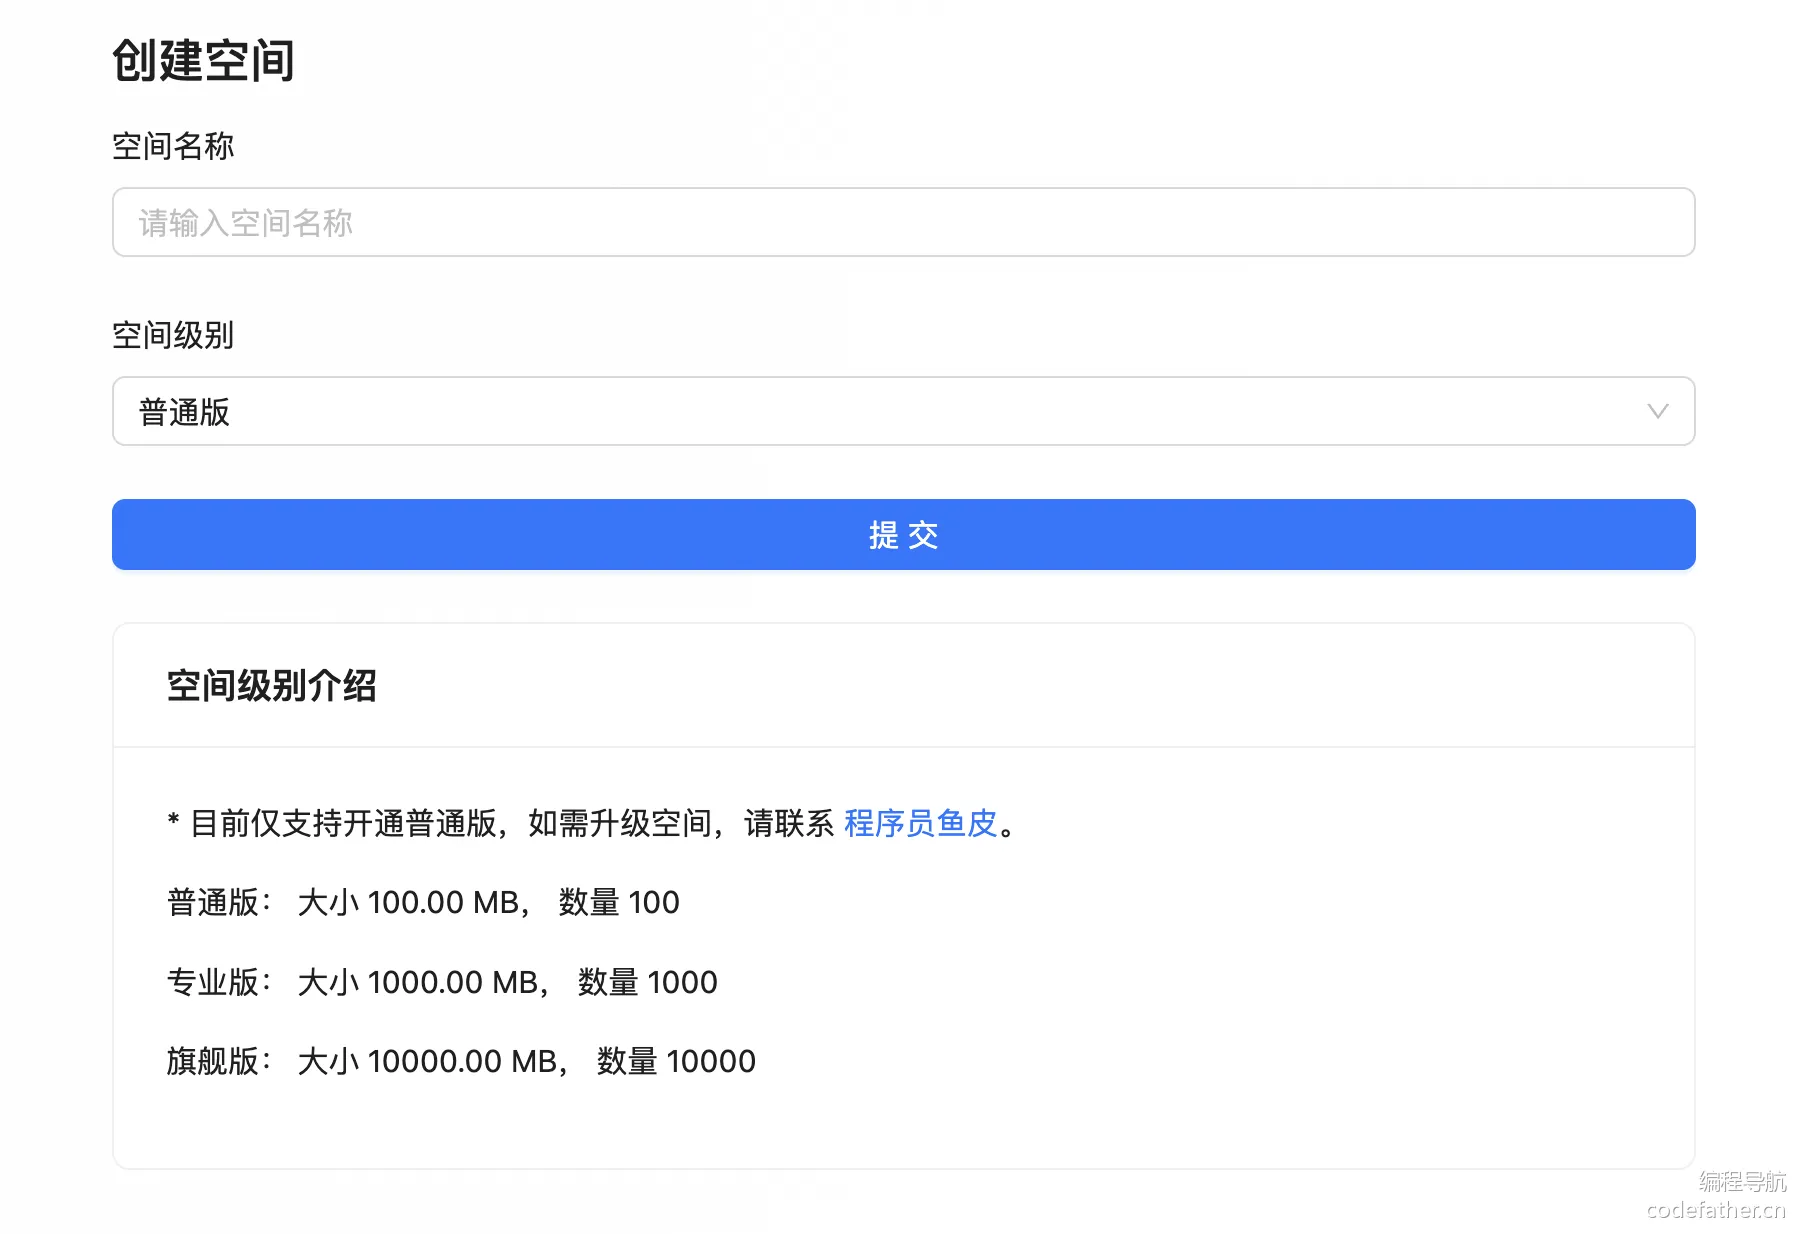 创建空间
空间名称
请输入空间名称
空间级别
普通版
提 交
空间级别介绍
* 目前仅支持开通普通版，如需升级空间，请联系 程序员鱼皮。
普通版： 大小 100.00 MB， 数量 100
专业版： 大小 1000.00 MB， 数量 1000
旗舰版： 大小 10000.00 MB， 数量 10000
编程导航
codefather.cn